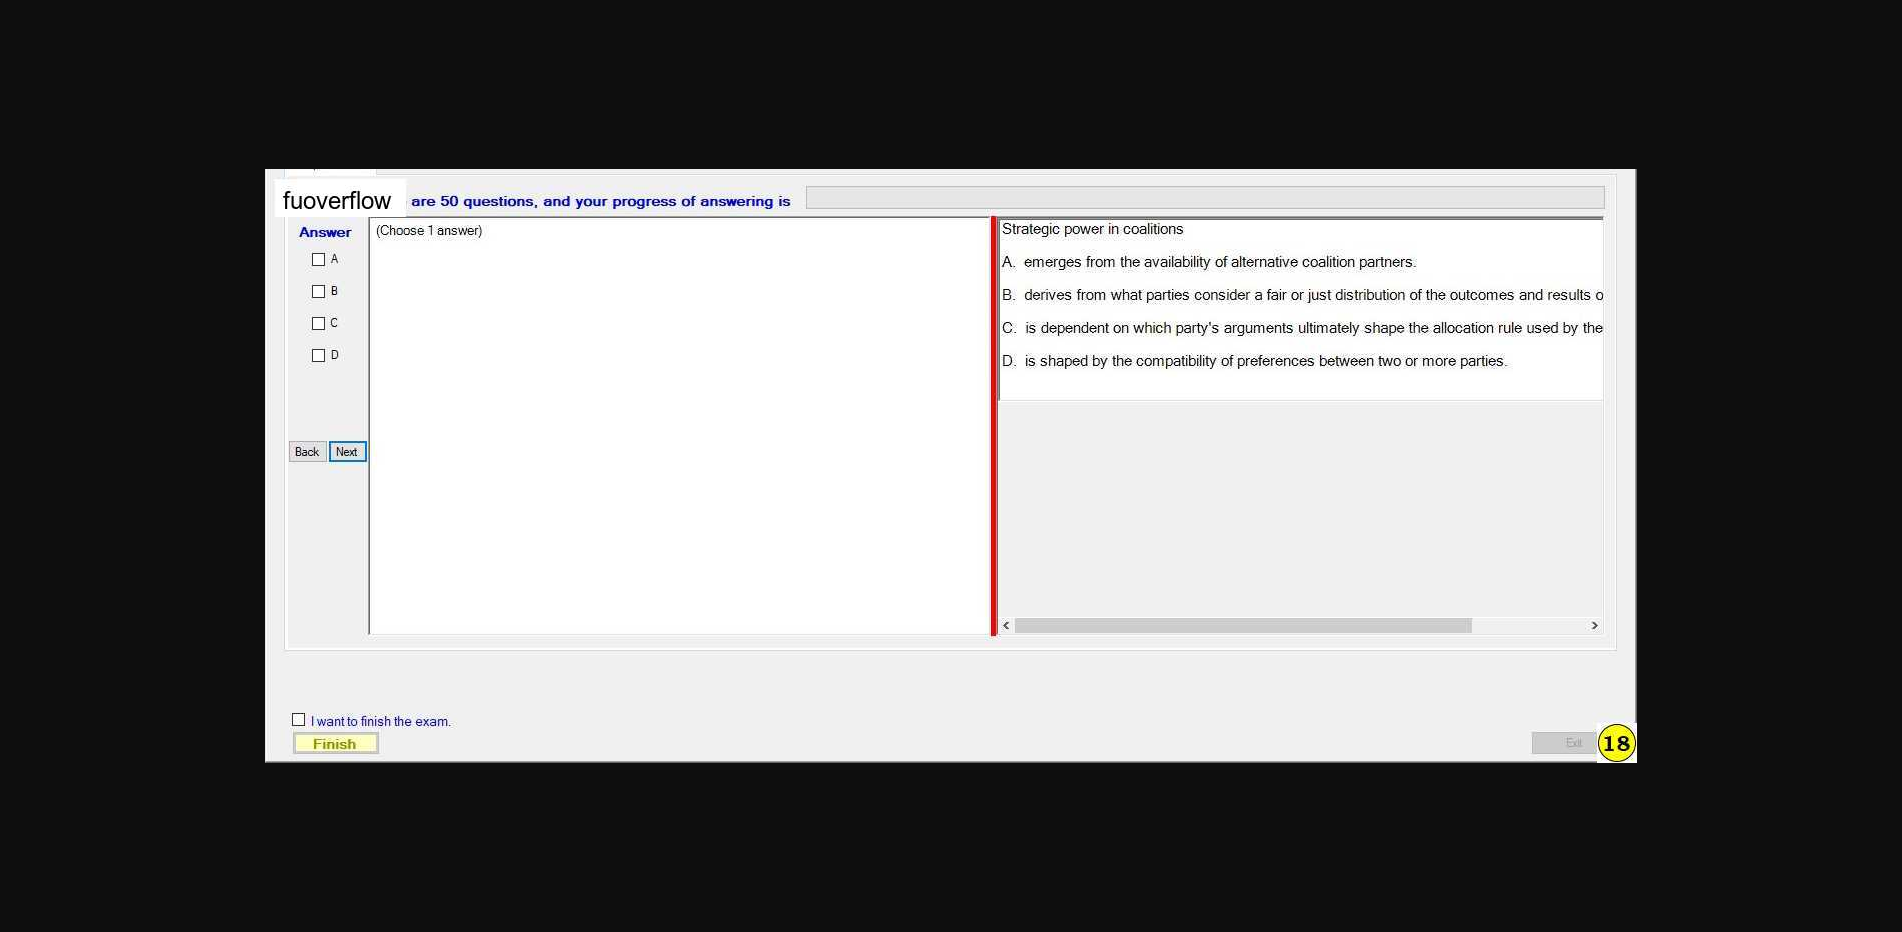 fuoverflow are 50 questions, and your progress of answering is
Answer
A
B
C
D
Back Next
(Choose 1 answer)
Strategic power in coalitions
A. emerges from the availability of alternative coalition partners.
B. derives from what parties consider a fair or just distribution of the outcomes and results o
C. is dependent on which party's arguments ultimately shape the allocation rule used by the
D. is shaped by the compatibility of preferences between two or more parties.
I want to finish the exam.
Finish
Exit
18